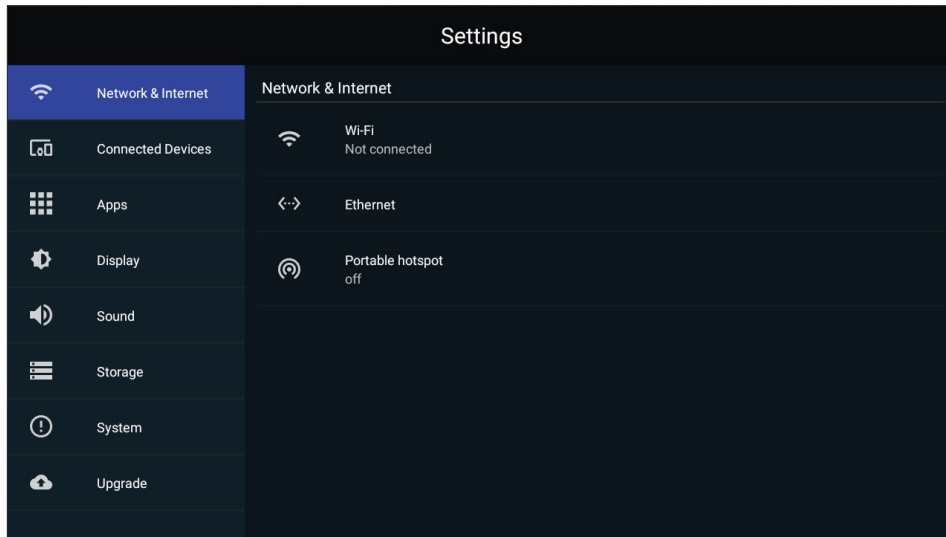 Settings
Network & Internet
Connected Devices
Apps
Display
Sound
Storage
System
Upgrade
Network & Internet
Wi-Fi
Not connected
Ethernet
Portable hotspot
off